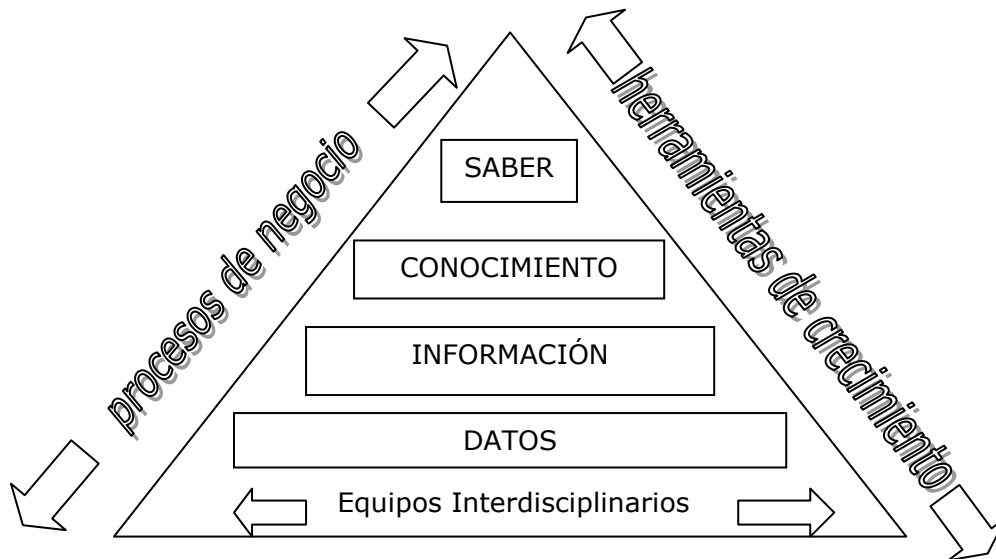 procesos de negocio
herramientas de crecimiento
SABER
CONOCIMIENTO
INFORMACIÓN
DATOS
Equipos Interdisciplinarios